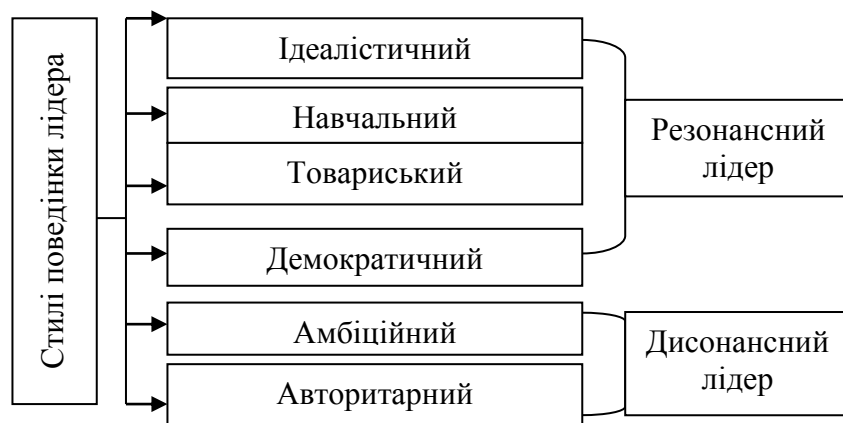 Стилі поведінки лідера
Ідеалістичний
Навчальний
Товариський
Демократичний
Амбіційний
Авторитарний
Резонансний
лідер
Дисонансний
лідер